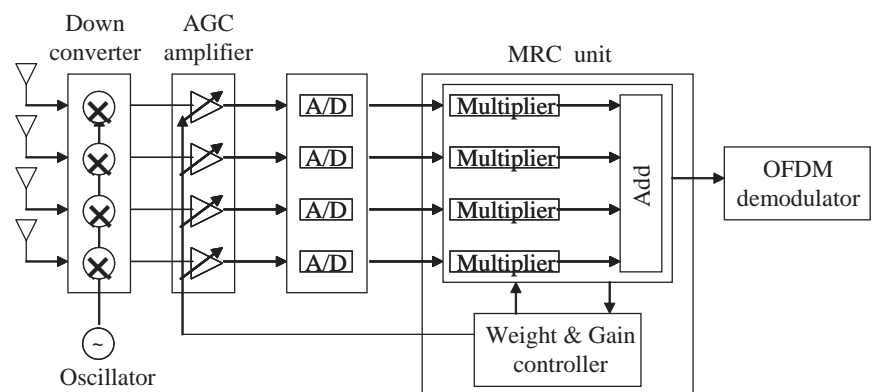 Down
converter
AGC
amplifier
MRC unit
A/D
Multiplier
A/D
Multiplier
A/D
Multiplier
A/D
Multiplier
Add
OFDM
demodulator
Weight & Gain
controller
~
Oscillator